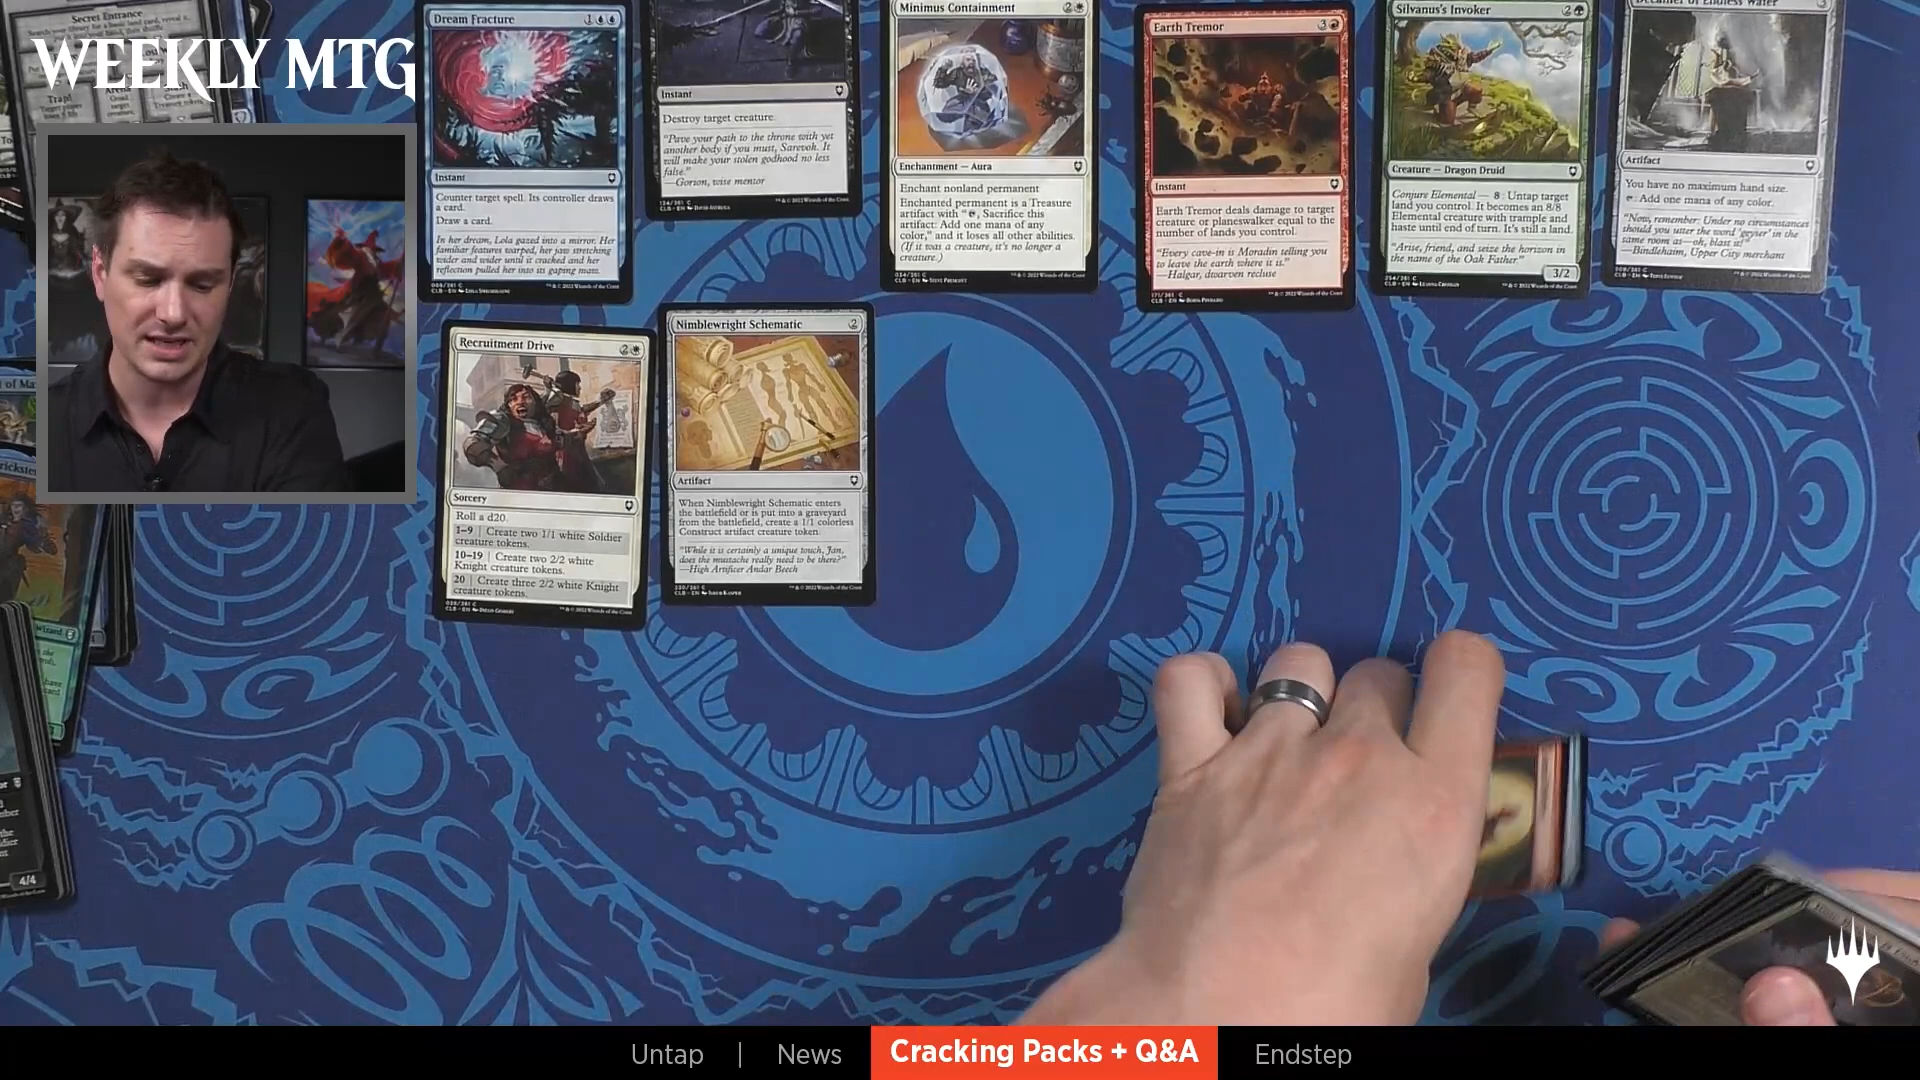 WEEKLY MTG
Secret Entrance
Trap!
Arena
4/4
Dream Fracture
Instant
Counter target spell. Its controller draws
a card.
Draw a card.
In her dream, Lola gazed into a mirror. Her
familiar features warped, her jaw stretching
wider and wider until it cracked and her
reflection pulled her into its gaping maw.
Instant
Destroy target creature.
"Pave your path to the throne with yet
another body if you must, Sarevok. It
will make your stolen godhood no less
false."
—Gorion, wise mentor
Minimus Containment
2
Enchantment — Aura
Enchant nonland permanent
Enchanted permanent is a Treasure
artifact with ", Sacrifice this
artifact: Add one mana of any
color," and it loses all other abilities.
(If it was a creature, it's no longer a
creature.)
Earth Tremor
3
Instant
Earth Tremor deals damage to target
creature or planeswalker equal to the
number of lands you control.
"Every cave-in is Moradin telling you
to leave the earth where it is."
—Halgar, dwarven recluse
Silvanus's Invoker
2
Creature — Dragon Druid
Conjure Elemental — 8: Untap target
land you control. It becomes an 8/8
Elemental creature with trample and
haste until end of turn. It's still a land.
"Arise, friend, and seize the horizon in
the name of the Oak Father."
3/2
Artifact
You have no maximum hand size.
: Add one mana of any color.
"Now, remember: Under no circumstances
should you utter the word 'geyser' in the
same room as—oh, blast it!"
—Bindlehaim, Upper City merchant
Recruitment Drive
2
Sorcery
Roll a d20.
1–9 | Create two 1/1 white Soldier
creature tokens.
10–19 | Create two 2/2 white
Knight creature tokens.
20 | Create three 2/2 white Knight
creature tokens.
Nimblewright Schematic
2
Artifact
When Nimblewright Schematic enters
the battlefield or is put into a graveyard
from the battlefield, create a 1/1 colorless
Construct artifact creature token.
"While it is certainly a unique touch, Jan,
does the mustache really need to be there?"
—High Artificer Andar Beech
Untap | News Cracking Packs + Q&A Endstep